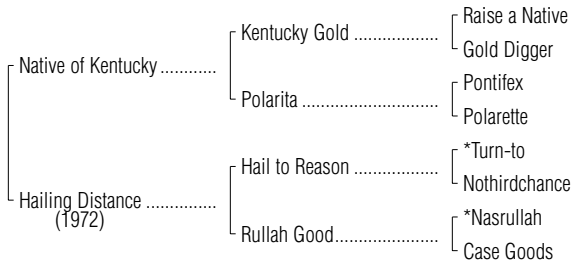 Raise a Native
Kentucky Gold ..................
Gold Digger
Native of Kentucky ............
Pontifex
Polarita .............................
Polarette
*Turn-to
Hail to Reason ..................
Nothirdchance
Hailing Distance ...............
(1972)
*Nasrullah
Rullah Good......................
Case Goods